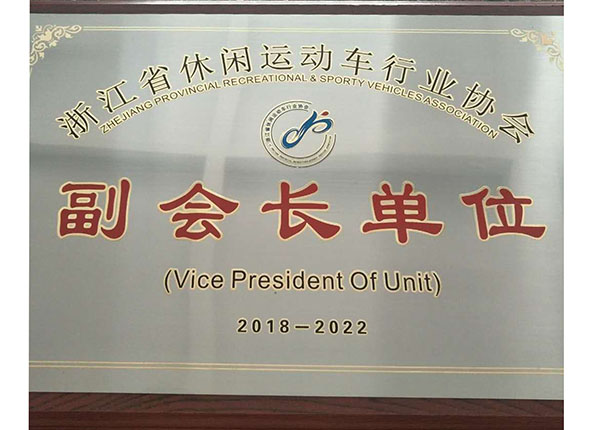 浙江省休闲运动车行业协会
ZHEJIANG PROVINCIAL RECREATIONAL & SPORTY VEHICLES ASSOCIATION
副会长单位
(Vice President Of Unit)
2018－2022